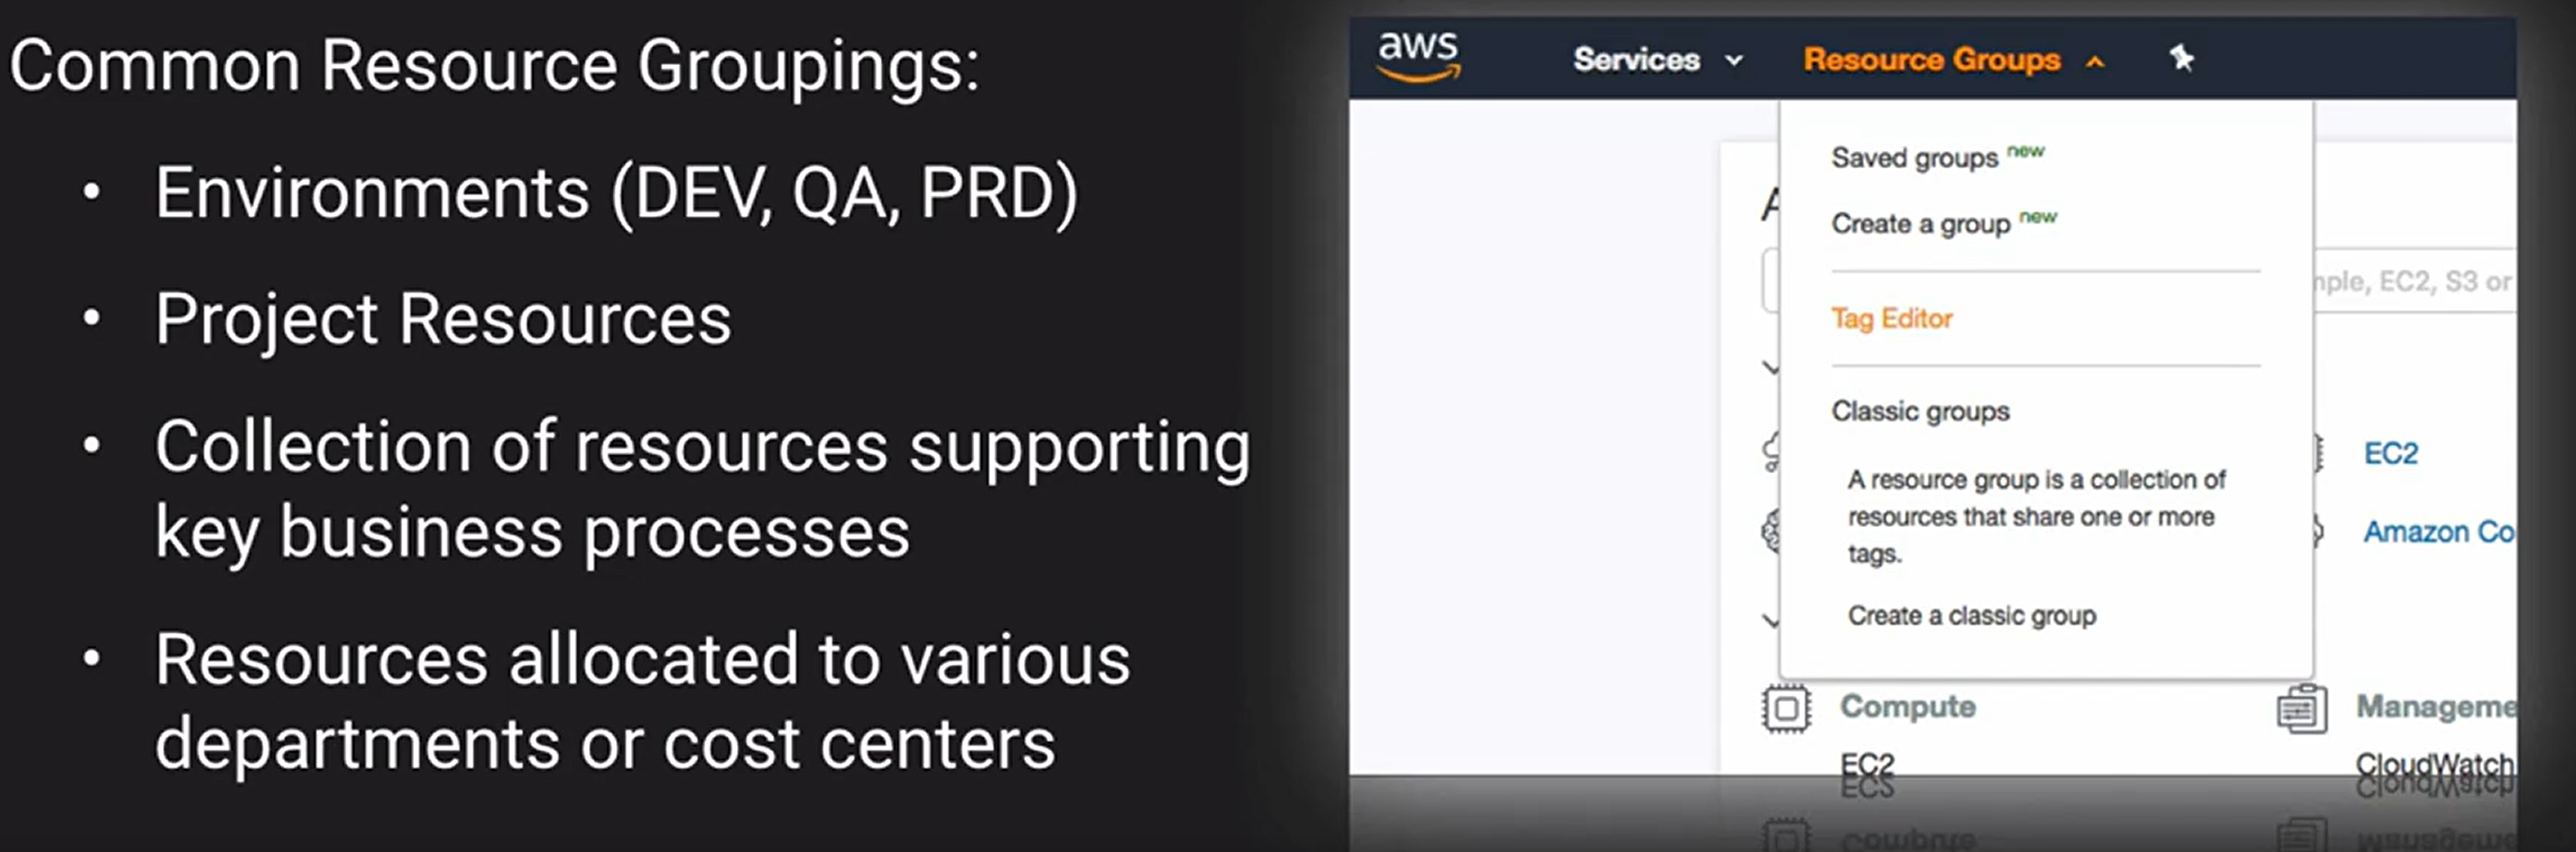 Common Resource Groupings:
• Environments (DEV, QA, PRD)
• Project Resources
• Collection of resources supporting
key business processes
• Resources allocated to various
departments or cost centers
aws
Services
Resource Groups
Saved groups new
Create a group new
Tag Editor
Classic groups
A resource group is a collection of
resources that share one or more
tags.
Create a classic group
A
mple, EC2, S3 or
EC2
Amazon Co
Compute
EC2
Manageme
CloudWatch